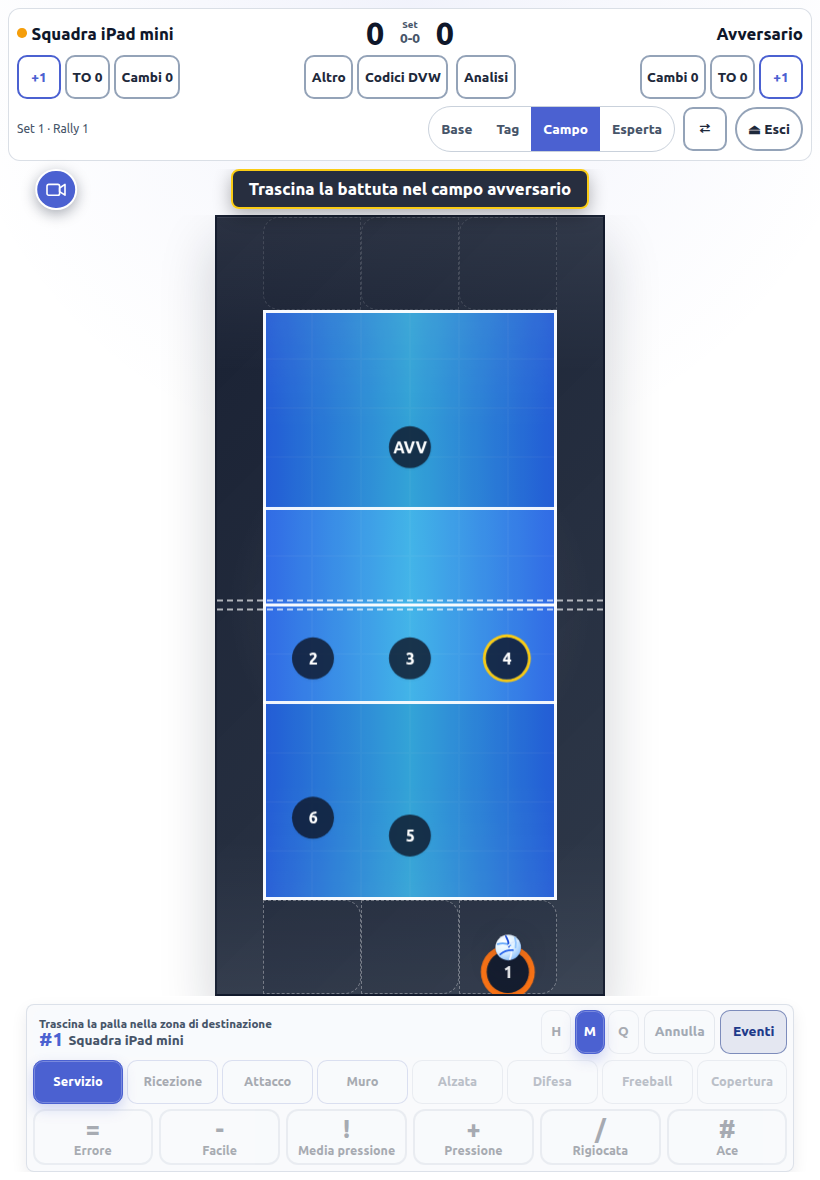 Squadra iPad mini
0 Set 0-0 0
Avversario
+1 TO 0 Cambi 0
Altro Codici DVW Analisi
Cambi 0 TO 0 +1
Set 1 · Rally 1
Base Tag Campo Esperta ⇄ ⏏ Esci
Trascina la battuta nel campo avversario
AVV
2 3 4
6
5
1
Trascina la palla nella zona di destinazione
#1 Squadra iPad mini
H M Q Annulla Eventi
Servizio Ricezione Attacco Muro Alzata Difesa Freeball Copertura
= - ! + / #
Errore Facile Media pressione Pressione Rigiocata Ace